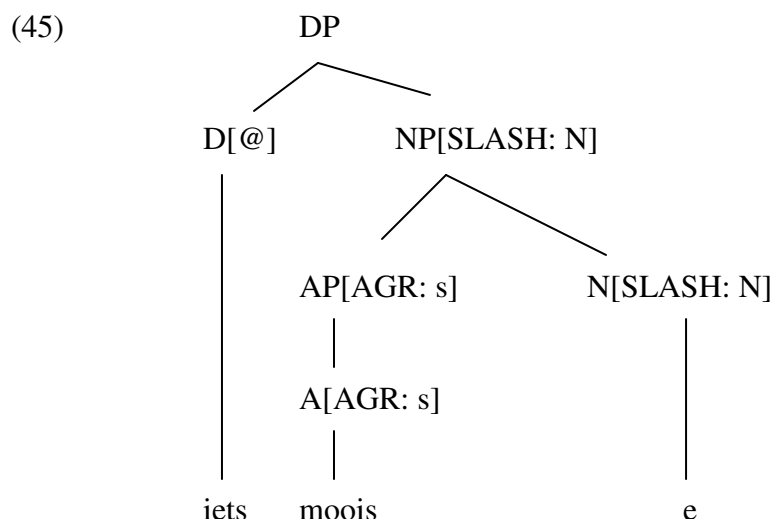 (45) DP
D[@] NP[SLASH: N]
AP[AGR: s] N[SLASH: N]
A[AGR: s]
iets moois e